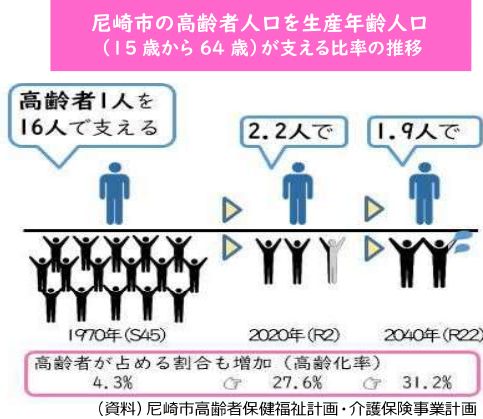 尼崎市の高齢者人口を生産年齢人口
(15歳から64歳)が支える比率の推移
高齢者1人を
16人で支える
2.2人で
1.9人で
1970年(S45)
2020年(R2)
2040年(R22)
高齢者が占める割合も増加(高齢化率)
4.3% ☞ 27.6% ☞ 31.2%
(資料)尼崎市高齢者保健福祉計画・介護保険事業計画